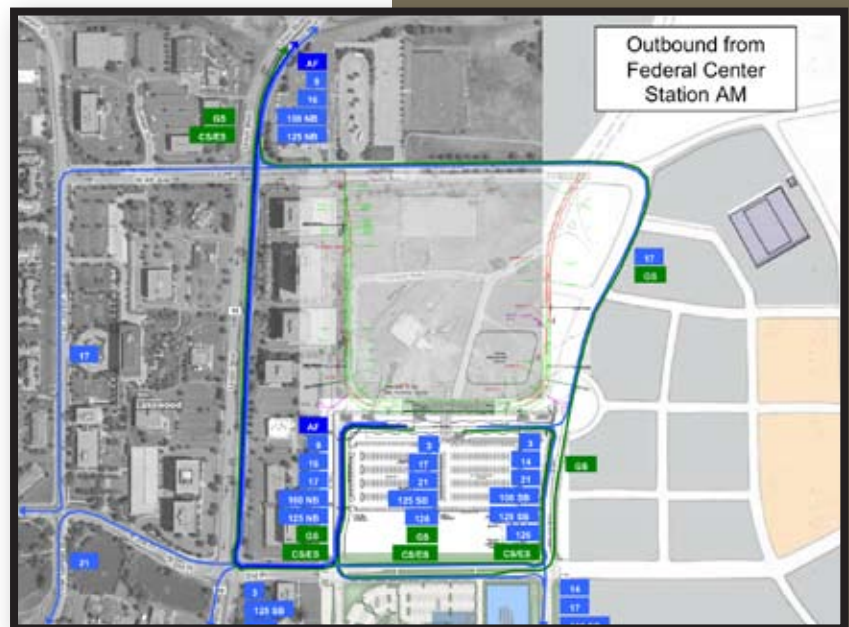 Outbound from
Federal Center
Station AM
AF
9
16
100 NB
125 NB
GS
CS/ES
17
GS
17
Lakewood
AF
9
16
17
100 NB
125 NB
GS
CS/ES
3
17
21
125 SB
126
GS
CS/ES
3
14
21
100 SB
125 SB
126
CS/ES
GS
21
3
125 SB
14
17